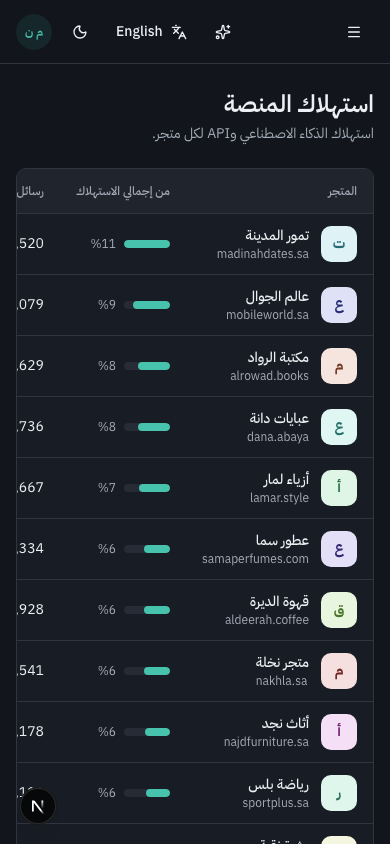 م ن
English
استهلاك المنصة
استهلاك الذكاء الاصطناعي وAPI لكل متجر.
المتجر من إجمالي الاستهلاك رسائل
ت تمور المدينة %11 ,520
madinahdates.sa
ع عالم الجوال %9 ,079
mobileworld.sa
م مكتبة الرواد %8 ,629
alrowad.books
ع عبايات دانة %8 ,736
dana.abaya
أ أزياء لمار %7 ,667
lamar.style
ع عطور سما %6 ,334
samaperfumes.com
ق قهوة الديرة %6 ,928
aldeerah.coffee
م متجر نخلة %6 ,541
nakhla.sa
أ أثاث نجد %6 ,178
najdfurniture.sa
ر رياضة بلس %6
sportplus.sa
N